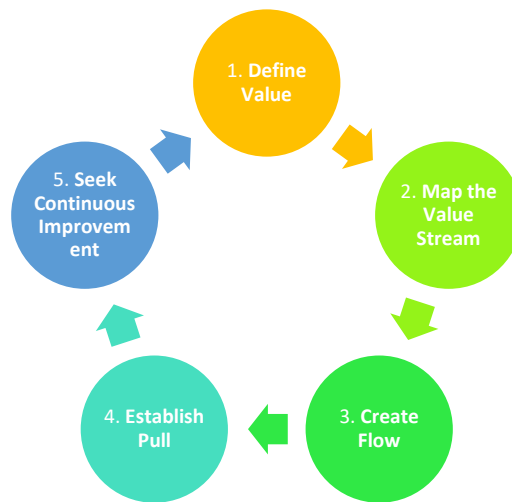 1. Define
Value
2. Map the
Value
Stream
3. Create
Flow
4. Establish
Pull
5. Seek
Continuous
Improvem
ent